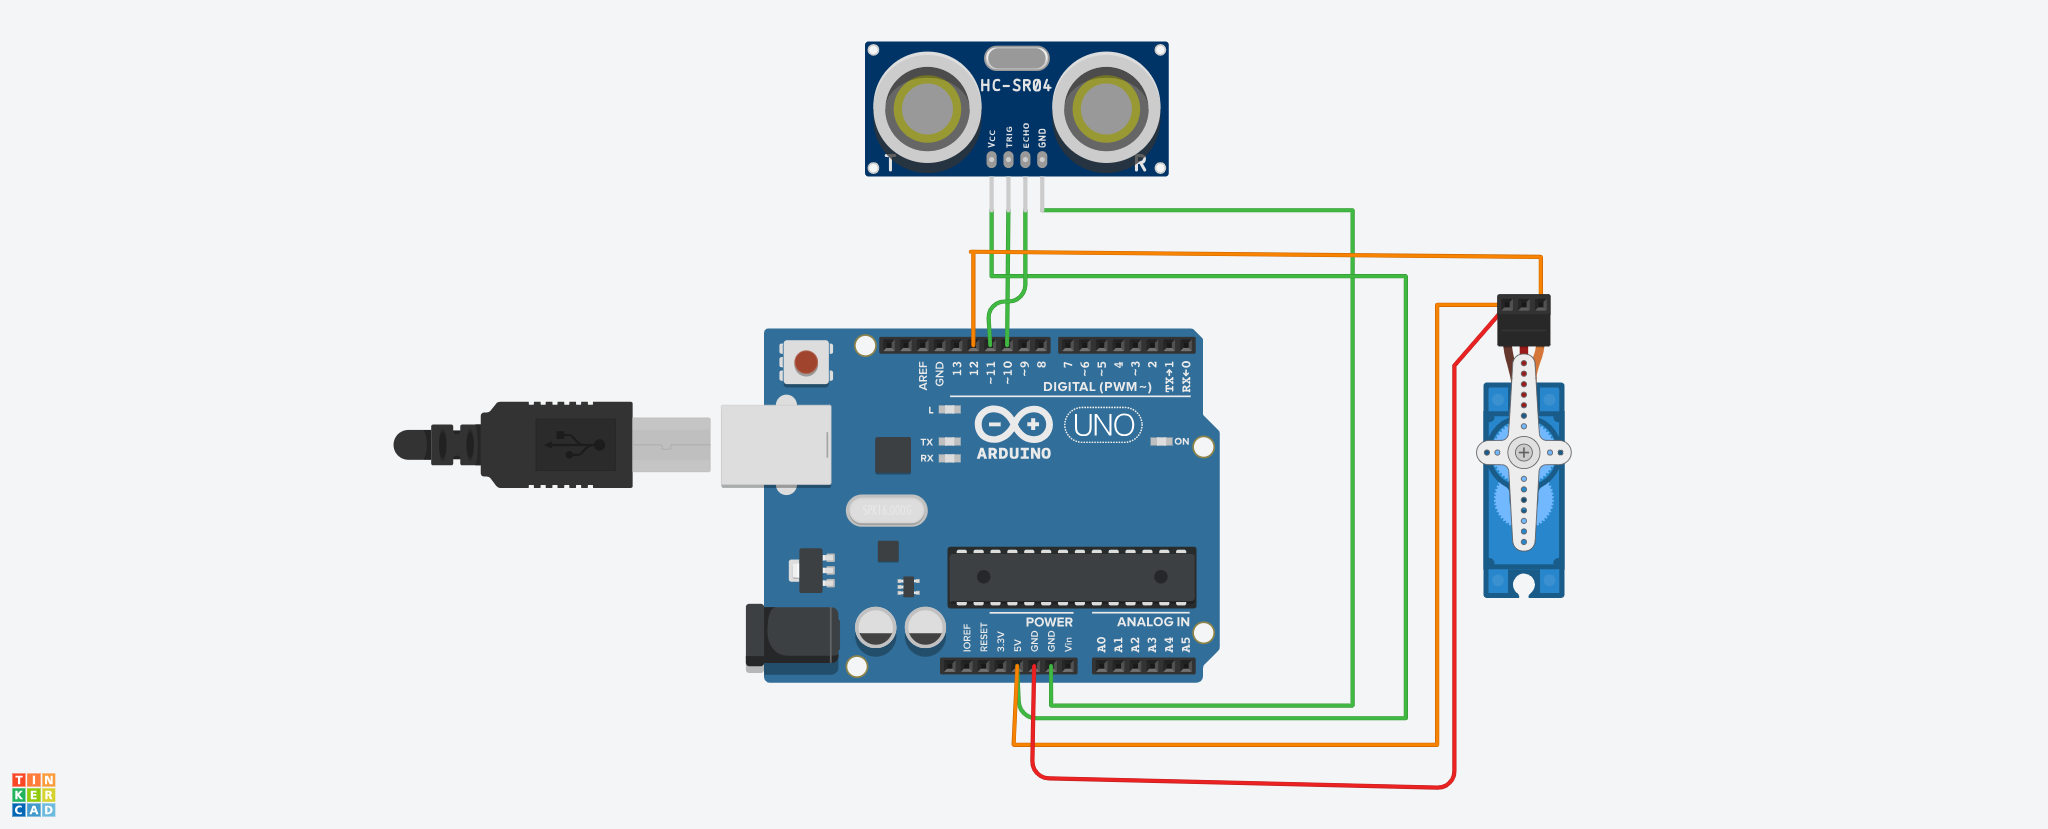 HC-SR04
VCC
TRIG
ECHO
GND
T
R
AREF
GND
13
12
~11
~10
~9
8
7
~6
~5
4
~3
2
TX→1
RX←0
DIGITAL (PWM~)
L
TX
RX
ARDUINO
UNO
ON
POWER
ANALOG IN
IOREF
RESET
3.3V
5V
GND
GND
Vin
A0
A1
A2
A3
A4
A5
TIN
KER
CAD